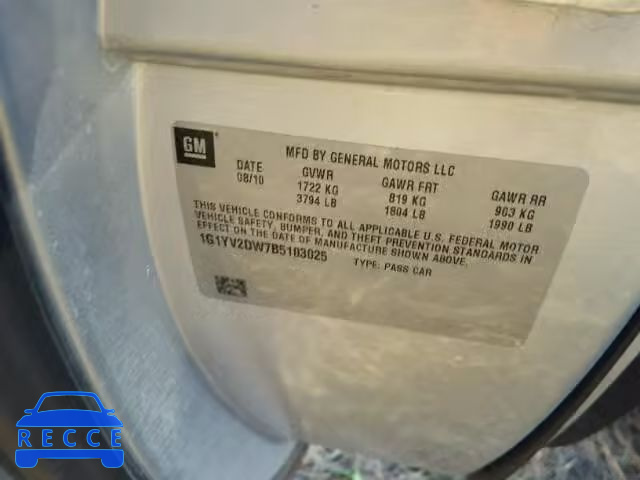 GM
MFD BY GENERAL MOTORS LLC
DATE GVWR GAWR FRT GAWR RR
08/10 1722 KG 819 KG 903 KG
3794 LB 1804 LB 1990 LB
THIS VEHICLE CONFORMS TO ALL APPLICABLE U.S. FEDERAL MOTOR
VEHICLE SAFETY, BUMPER, AND THEFT PREVENTION STANDARDS IN
EFFECT ON THE DATE OF MANUFACTURE SHOWN ABOVE.
1G1YV2DW7B5103025 TYPE: PASS CAR
RECCE